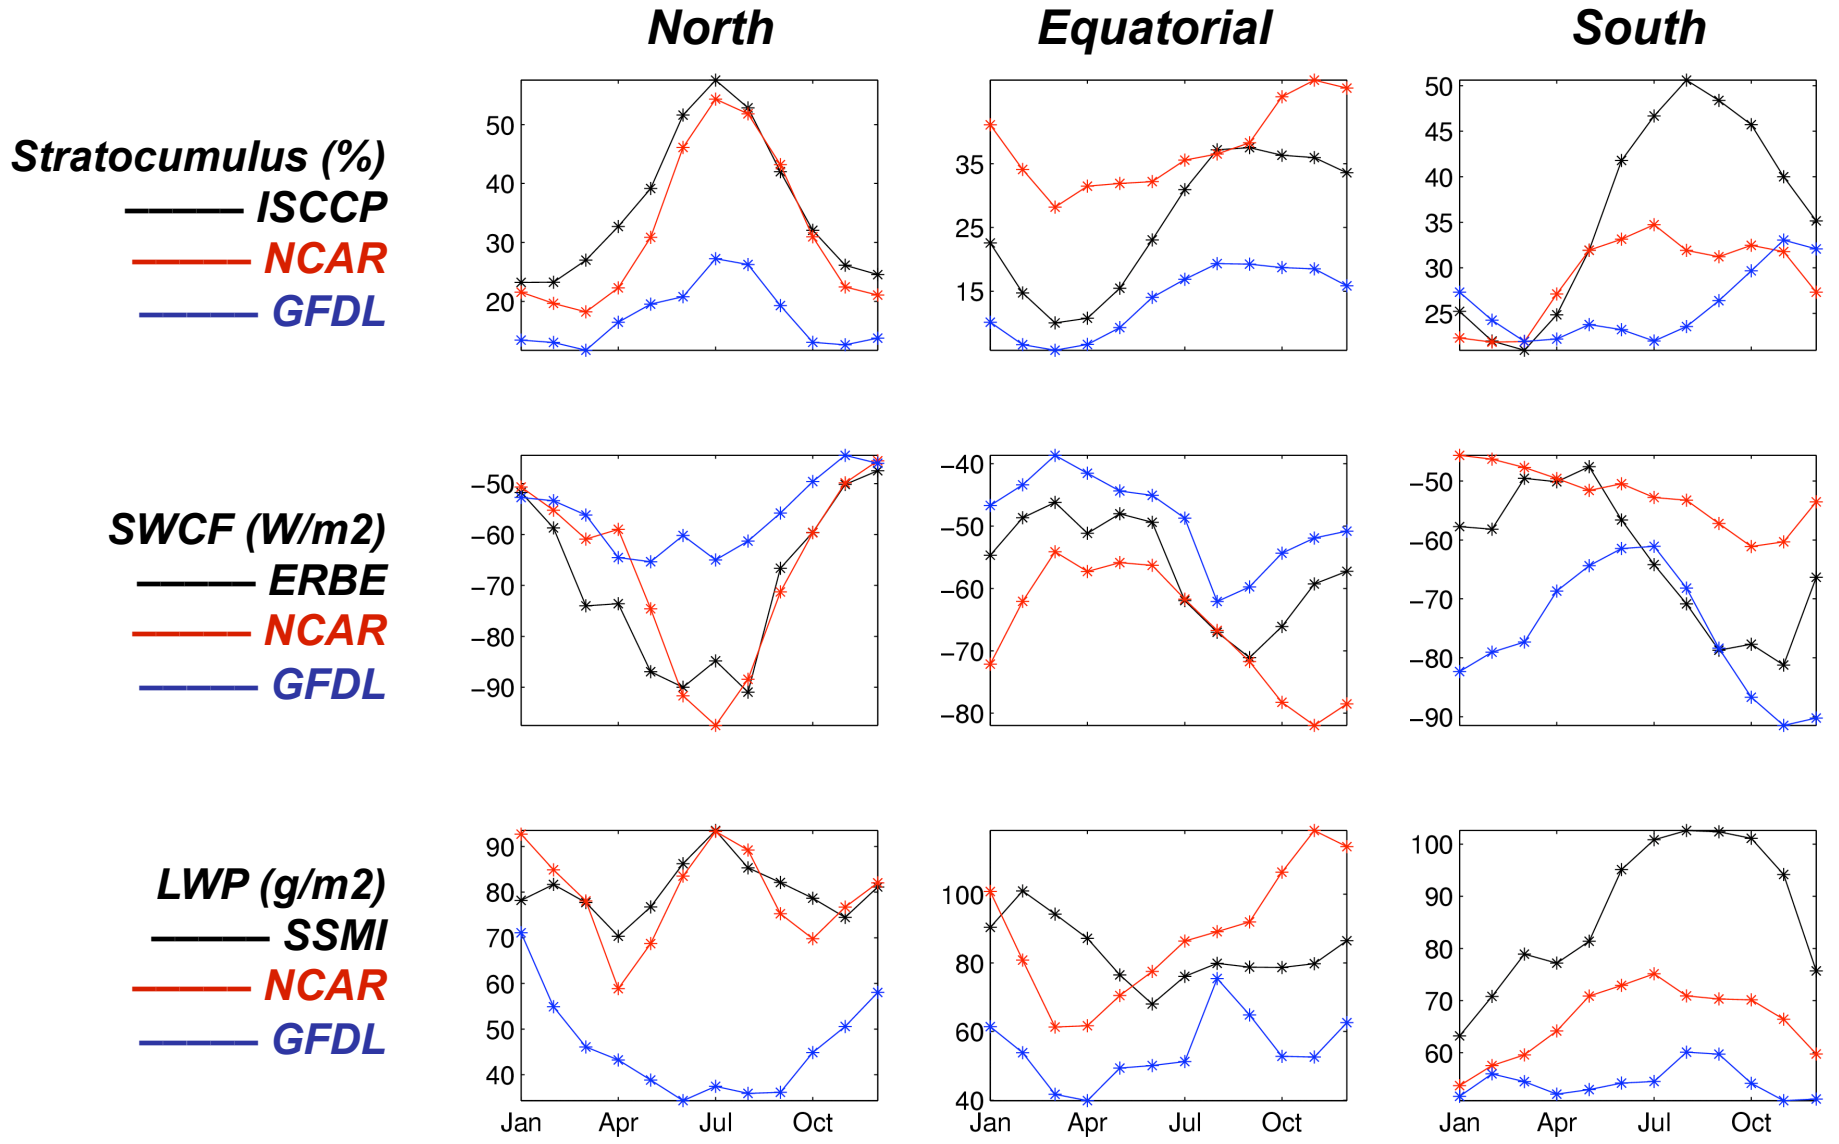 North
Equatorial
South
Stratocumulus (%)
ISCCP
NCAR
GFDL
50
40
30
20
35
25
15
50
45
40
35
30
25
SWCF (W/m2)
ERBE
NCAR
GFDL
−50
−60
−70
−80
−90
−40
−50
−60
−70
−80
−50
−60
−70
−80
−90
LWP (g/m2)
SSMI
NCAR
GFDL
90
80
70
60
50
40
Jan Apr Jul Oct
100
80
60
40
Jan Apr Jul Oct
100
90
80
70
60
Jan Apr Jul Oct